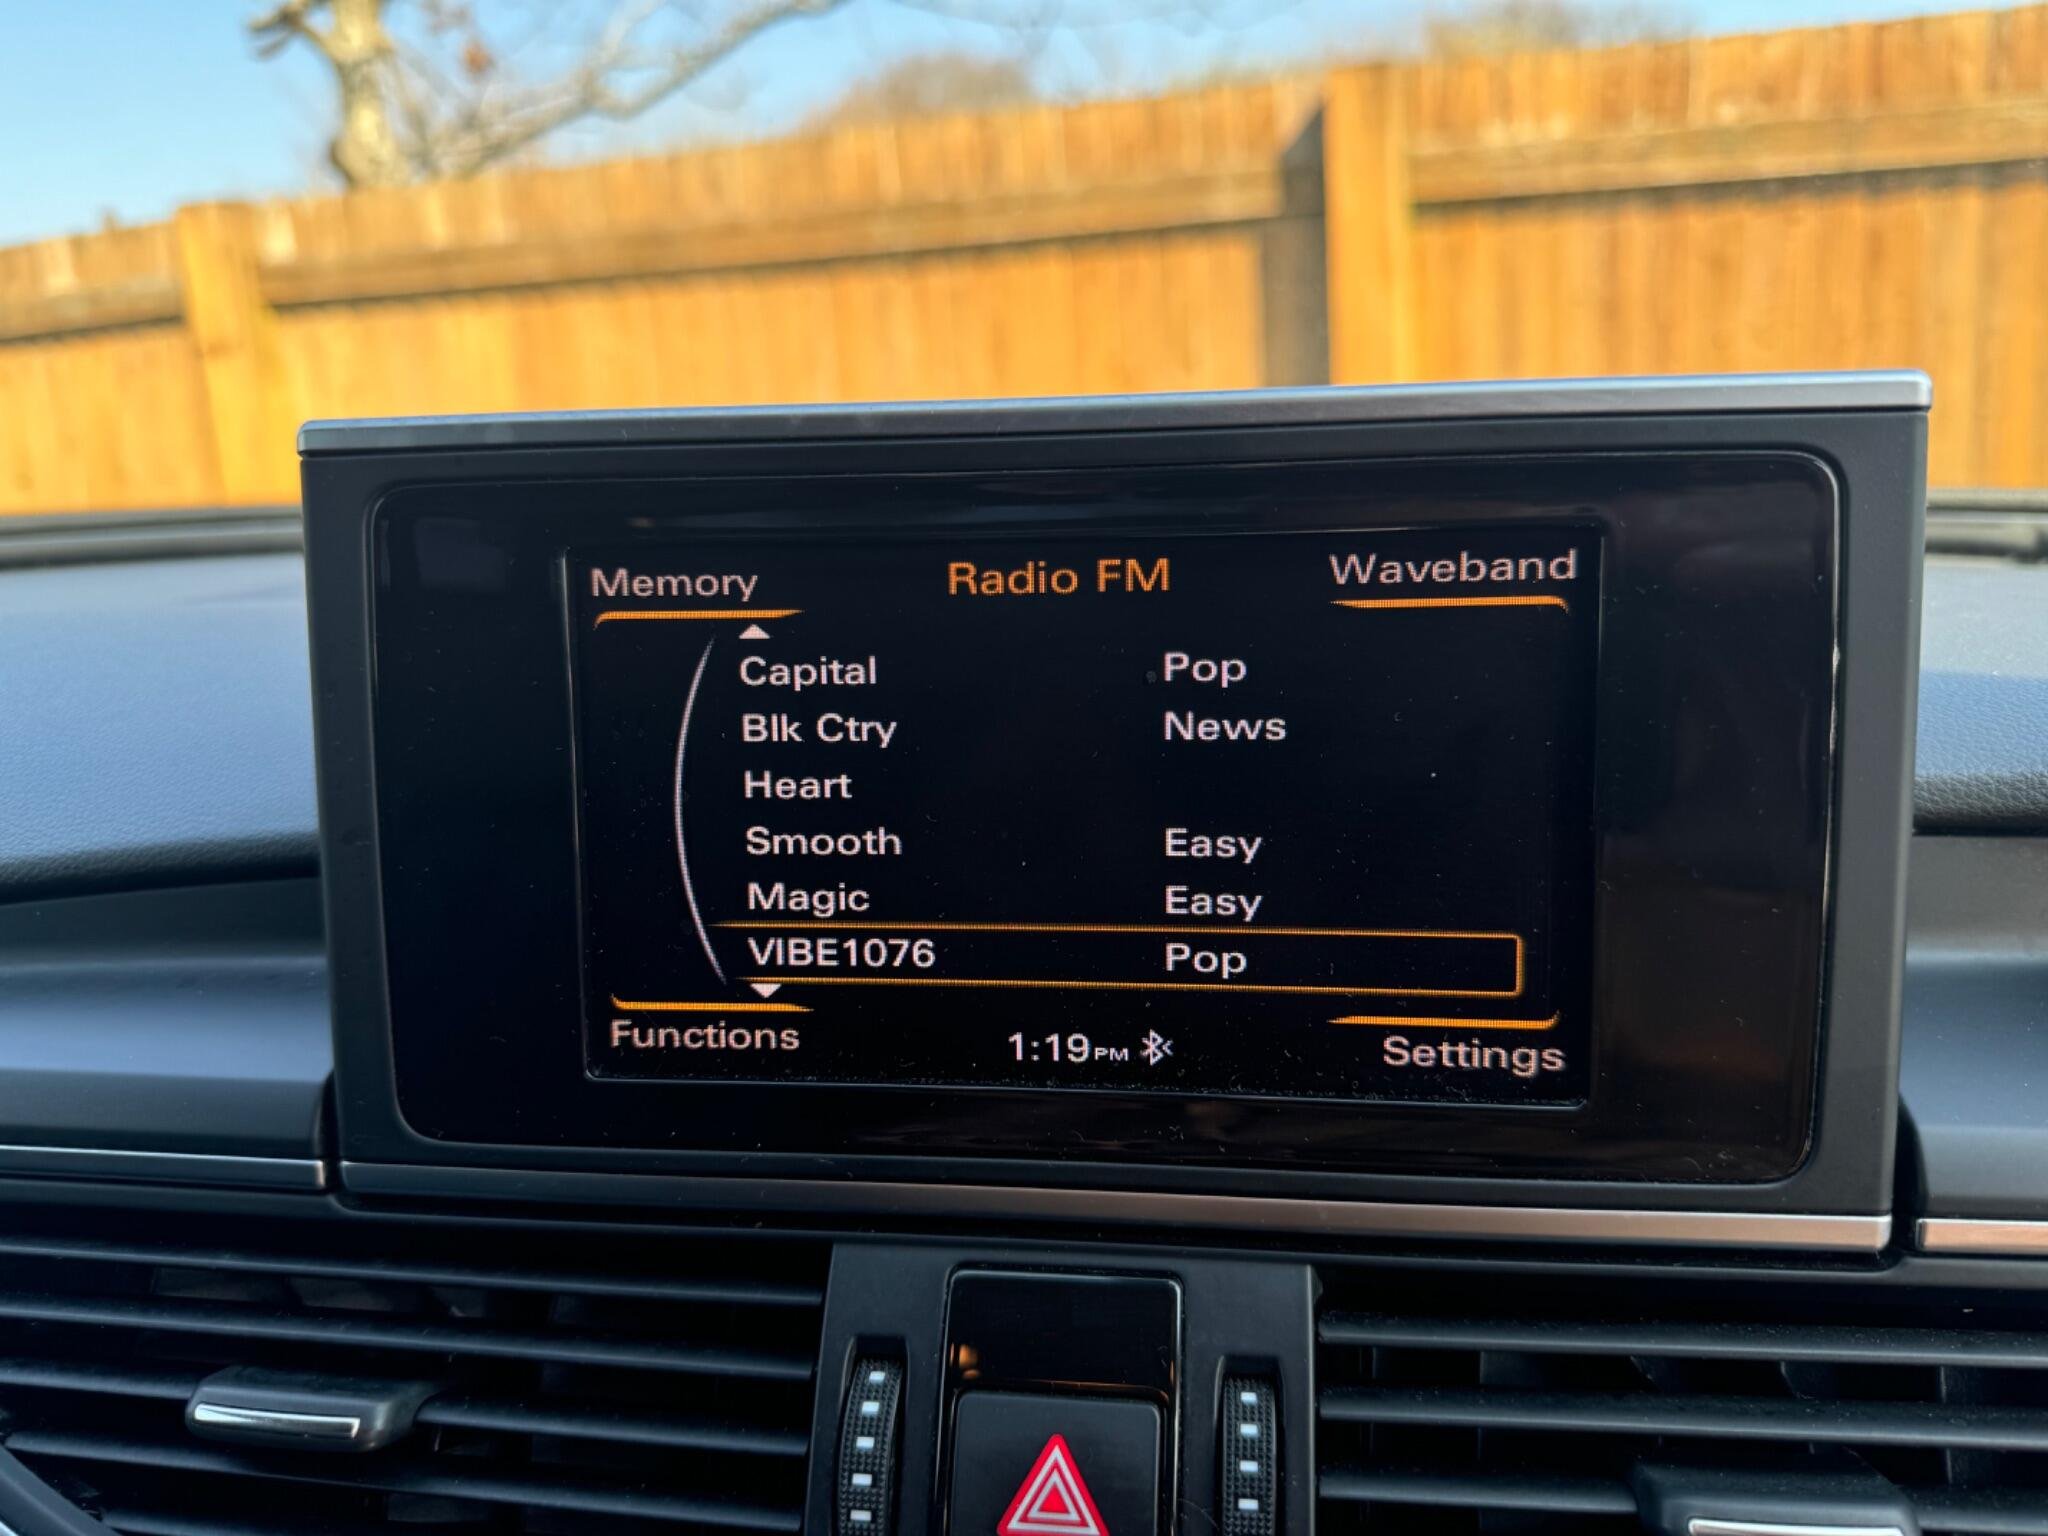 Memory Radio FM Waveband
Capital Pop
Blk Ctry News
Heart
Smooth Easy
Magic Easy
VIBE1076 Pop
Functions 1:19PM Settings